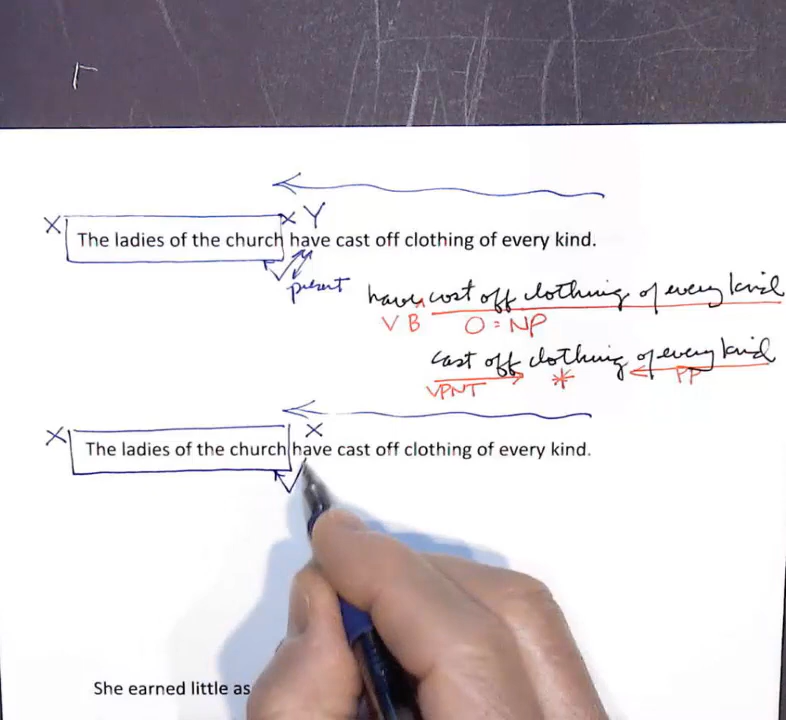 X X Y
The ladies of the church have cast off clothing of every kind.
present
have cast off clothing of every kind
VB O = NP
cast off clothing of every kind
VPNT * PP
X X
The ladies of the church have cast off clothing of every kind.
She earned little as